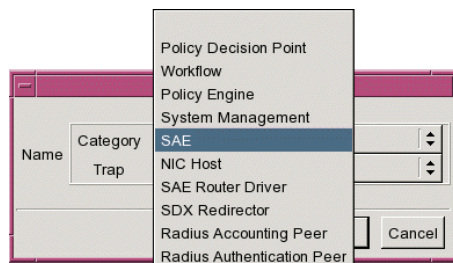 Policy Decision Point
Workflow
Policy Engine
System Management
SAE
NIC Host
SAE Router Driver
SDX Redirector
Radius Accounting Peer
Radius Authentication Peer
Name
Category
Trap
Cancel